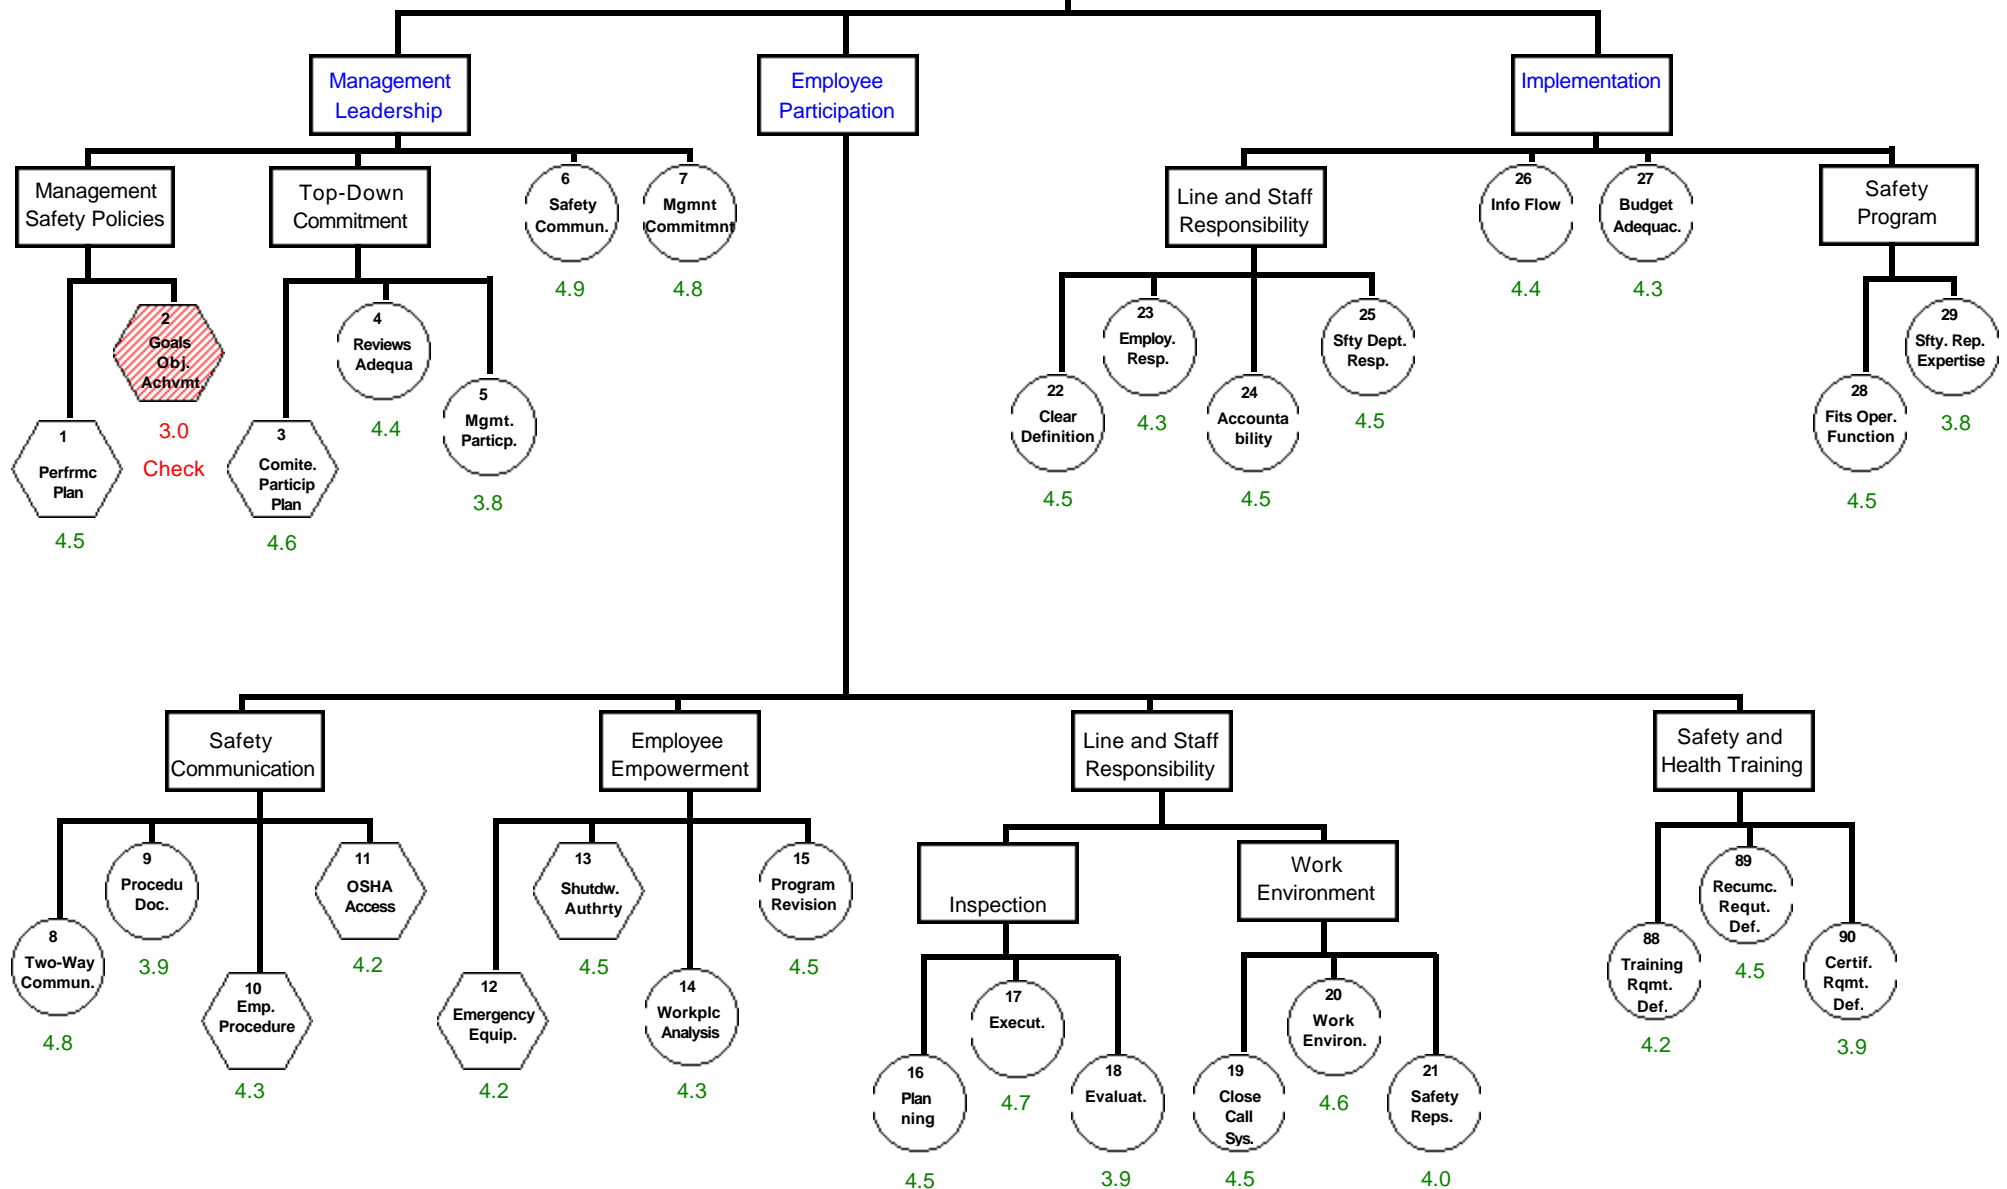 Management
Leadership
Employee
Participation
Implementation
Management
Safety Policies
Top-Down
Commitment
6
Safety
Commun.
4.9
7
Mgmnt
Commitmnt
4.8
Line and Staff
Responsibility
26
Info Flow
4.4
27
Budget
Adequac.
4.3
Safety
Program
1
Perfrmc
Plan
4.5
2
Goals
Obj.
Achvmt.
3.0
Check
3
Comite.
Particip
Plan
4.6
4
Reviews
Adequa
4.4
5
Mgmt.
Particp.
3.8
22
Clear
Definition
4.5
23
Employ.
Resp.
4.3
24
Accounta
bility
4.5
25
Sfty Dept.
Resp.
4.5
28
Fits Oper.
Function
4.5
29
Sfty. Rep.
Expertise
3.8
Safety
Communication
Employee
Empowerment
Line and Staff
Responsibility
Safety and
Health Training
8
Two-Way
Commun.
4.8
9
Procedu
Doc.
3.9
10
Emp.
Procedure
4.3
11
OSHA
Access
4.2
12
Emergency
Equip.
4.2
13
Shutdw.
Authrty
4.5
14
Workplc
Analysis
4.3
15
Program
Revision
4.5
Inspection
Work
Environment
16
Plan
ning
4.5
17
Execut.
4.7
18
Evaluat.
3.9
19
Close
Call
Sys.
4.5
20
Work
Environ.
4.6
21
Safety
Reps.
4.0
88
Training
Rqmt.
Def.
4.2
89
Recumc.
Requt.
Def.
4.5
90
Certif.
Rqmt.
Def.
3.9